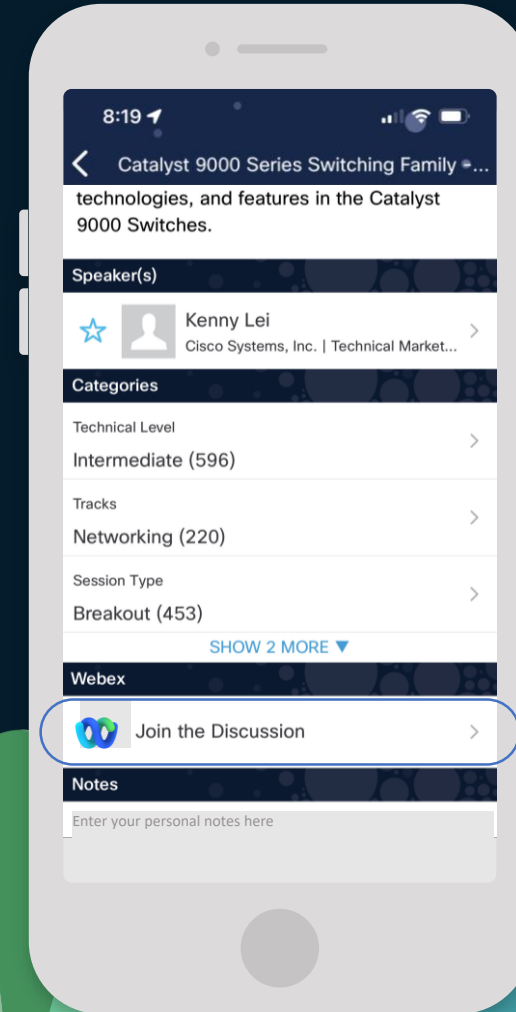 8:19
Catalyst 9000 Series Switching Family -...
technologies, and features in the Catalyst
9000 Switches.
Speaker(s)
Kenny Lei
Cisco Systems, Inc. | Technical Market...
Categories
Technical Level
Intermediate (596)
Tracks
Networking (220)
Session Type
Breakout (453)
SHOW 2 MORE ▼
Webex
Join the Discussion
Notes
Enter your personal notes here